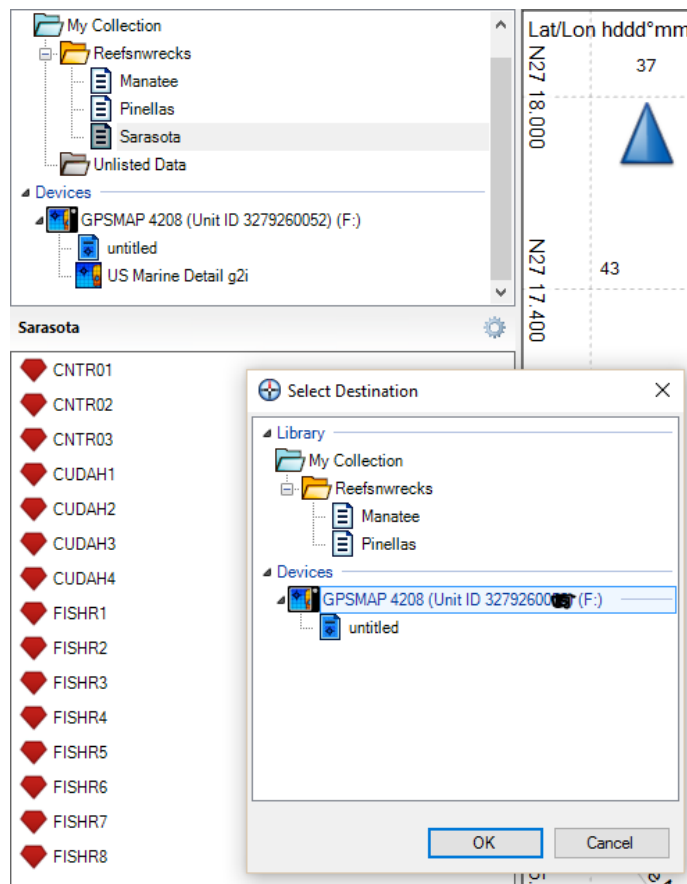 My Collection
Reefsnwrecks
Manatee
Pinellas
Sarasota
Unlisted Data
Devices
GPSMAP 4208 (Unit ID 3279260052) (F:)
untitled
US Marine Detail g2i
Sarasota
CNTR01
CNTR02
CNTR03
CUDAH1
CUDAH2
CUDAH3
CUDAH4
FISHR1
FISHR2
FISHR3
FISHR4
FISHR5
FISHR6
FISHR7
FISHR8
Lat/Lon hddd°mm
37
N27 18.000
43
N27 17.400
Select Destination
Library
My Collection
Reefsnwrecks
Manatee
Pinellas
Devices
GPSMAP 4208 (Unit ID 32792600 (F:)
untitled
OK
Cancel